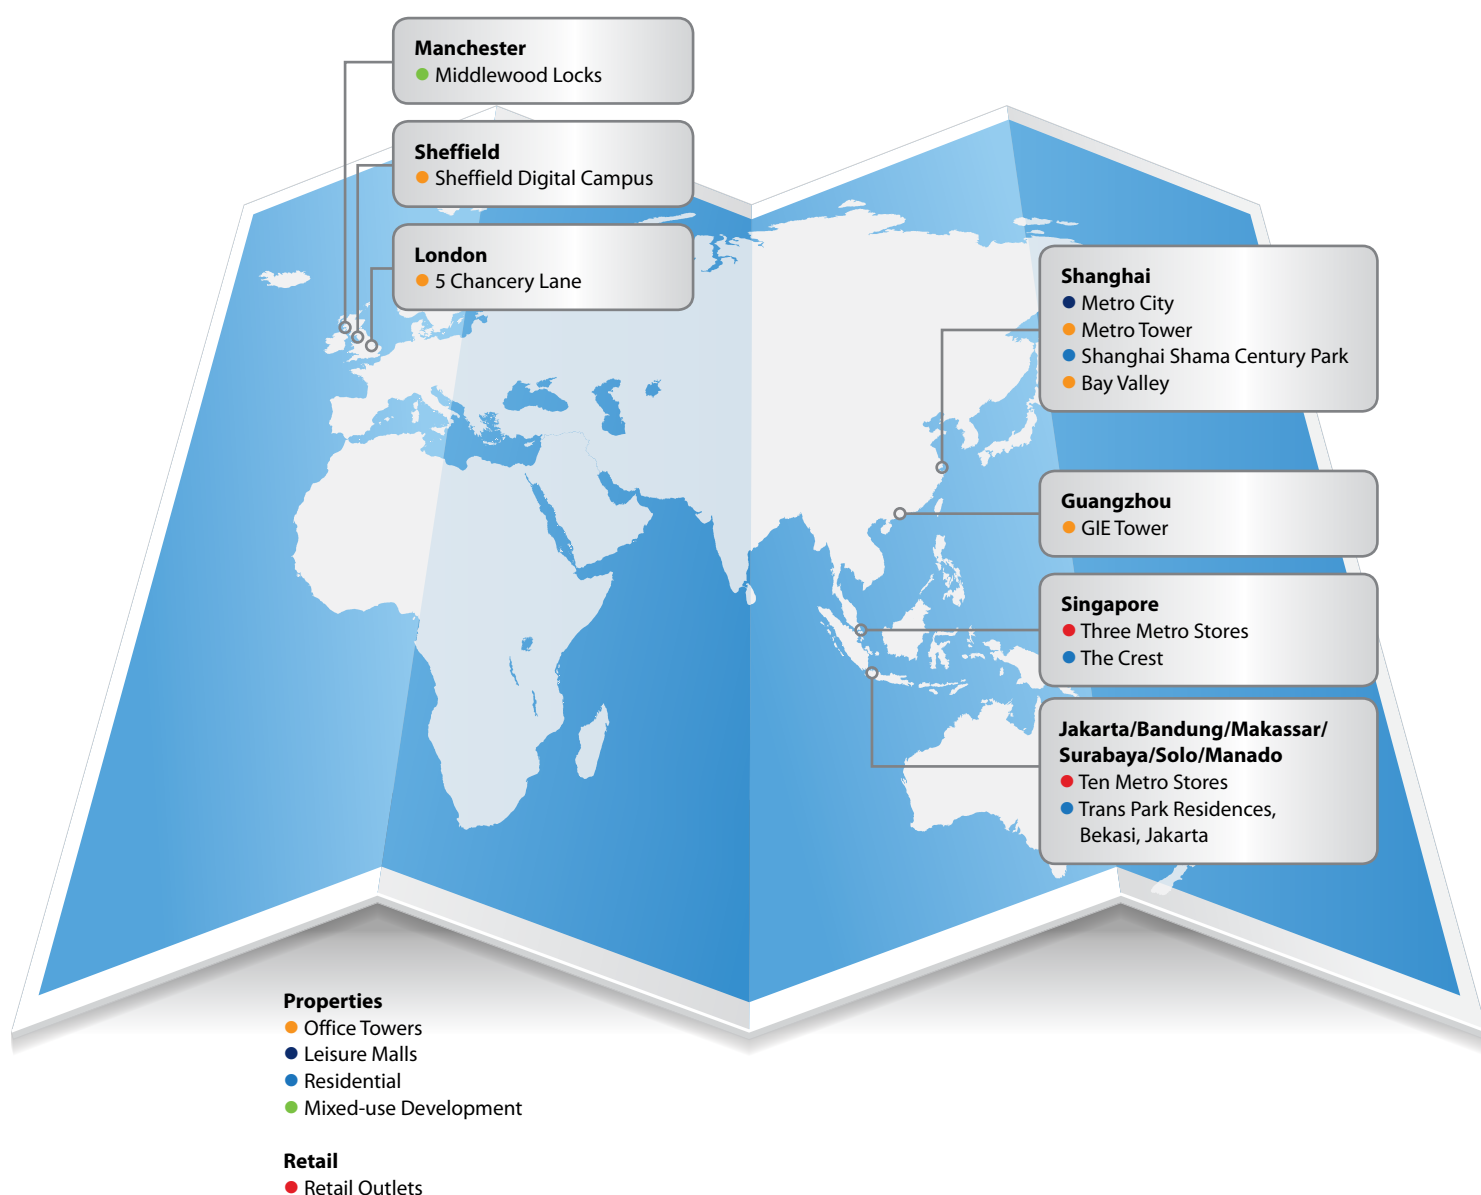 Manchester
Middlewood Locks
Sheffield
Sheffield Digital Campus
London
5 Chancery Lane
Shanghai
Metro City
Metro Tower
Shanghai Shama Century Park
Bay Valley
Guangzhou
GIE Tower
Singapore
Three Metro Stores
The Crest
Jakarta/Bandung/Makassar/
Surabaya/Solo/Manado
Ten Metro Stores
Trans Park Residences,
Bekasi, Jakarta
Properties
Office Towers
Leisure Malls
Residential
Mixed-use Development
Retail
Retail Outlets